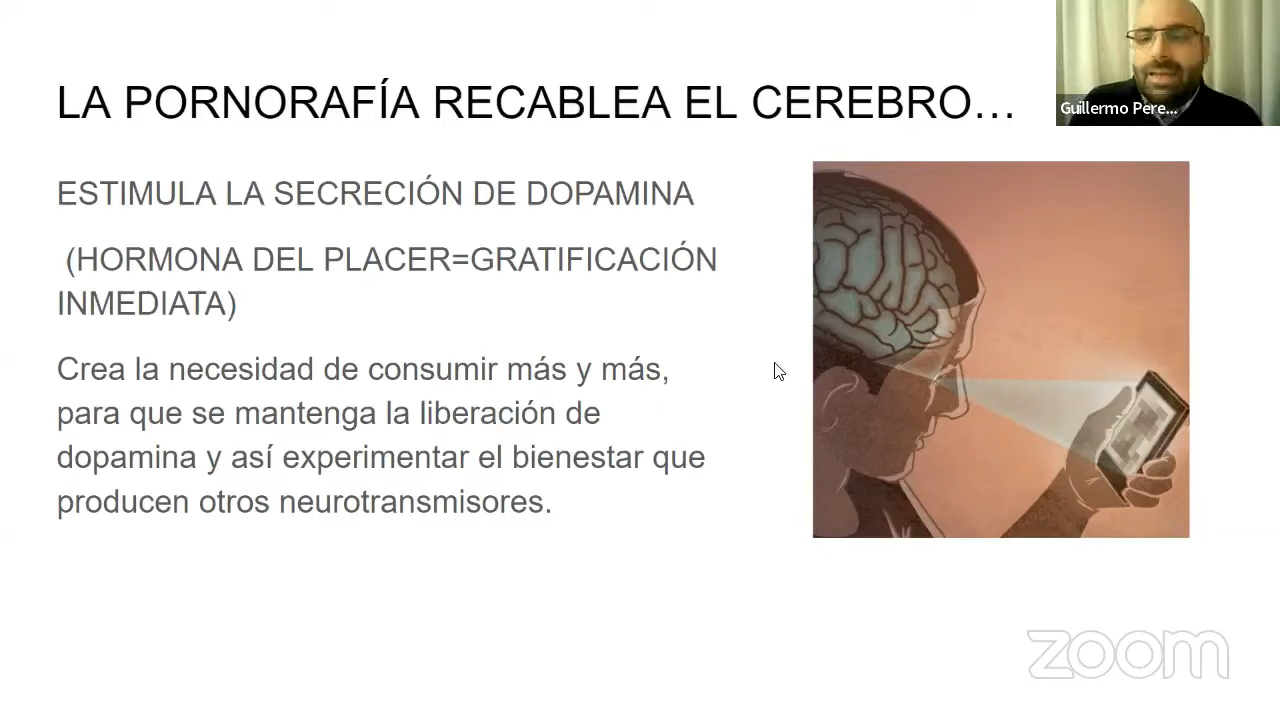 LA PORNORAFÍA RECABLEA EL CEREBRO…
Guillermo Pere...
ESTIMULA LA SECRECIÓN DE DOPAMINA
(HORMONA DEL PLACER=GRATIFICACIÓN
INMEDIATA)
Crea la necesidad de consumir más y más,
para que se mantenga la liberación de
dopamina y así experimentar el bienestar que
producen otros neurotransmisores.
zoom